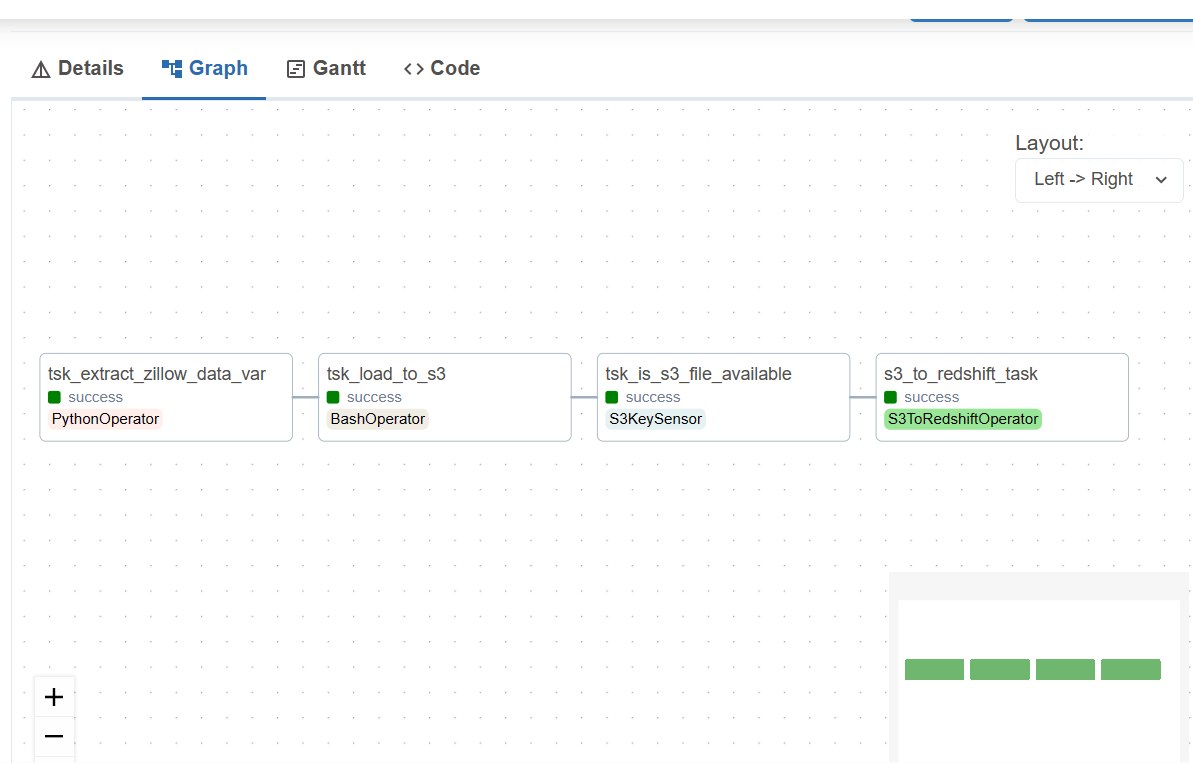 Details Graph Gantt Code
Layout:
Left -> Right
tsk_extract_zillow_data_var
success
PythonOperator
tsk_load_to_s3
success
BashOperator
tsk_is_s3_file_available
success
S3KeySensor
s3_to_redshift_task
success
S3ToRedshiftOperator